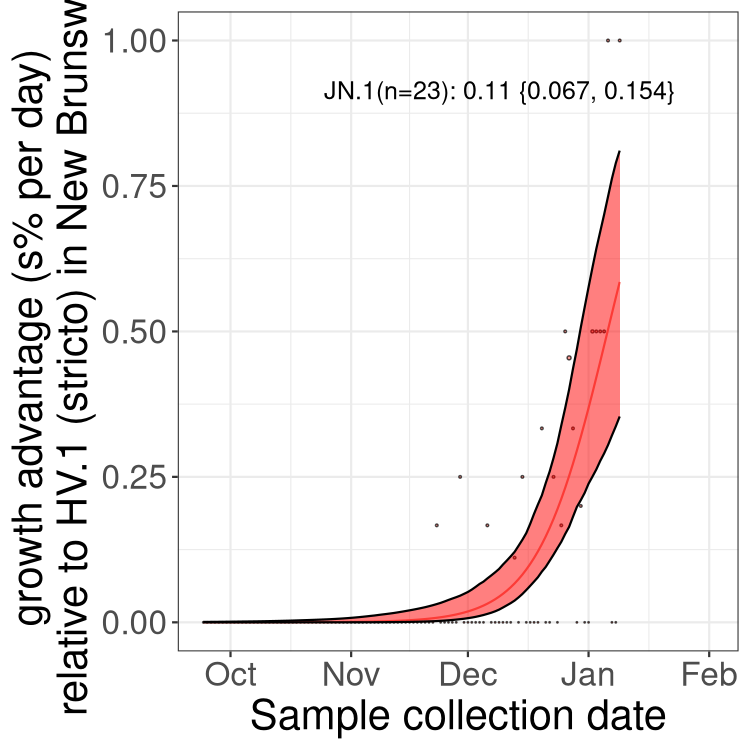 growth advantage (s% per day)
relative to HV.1 (stricto) in New Brunsw
1.00
0.75
0.50
0.25
0.00
JN.1(n=23): 0.11 {0.067, 0.154}
Oct Nov Dec Jan Feb
Sample collection date